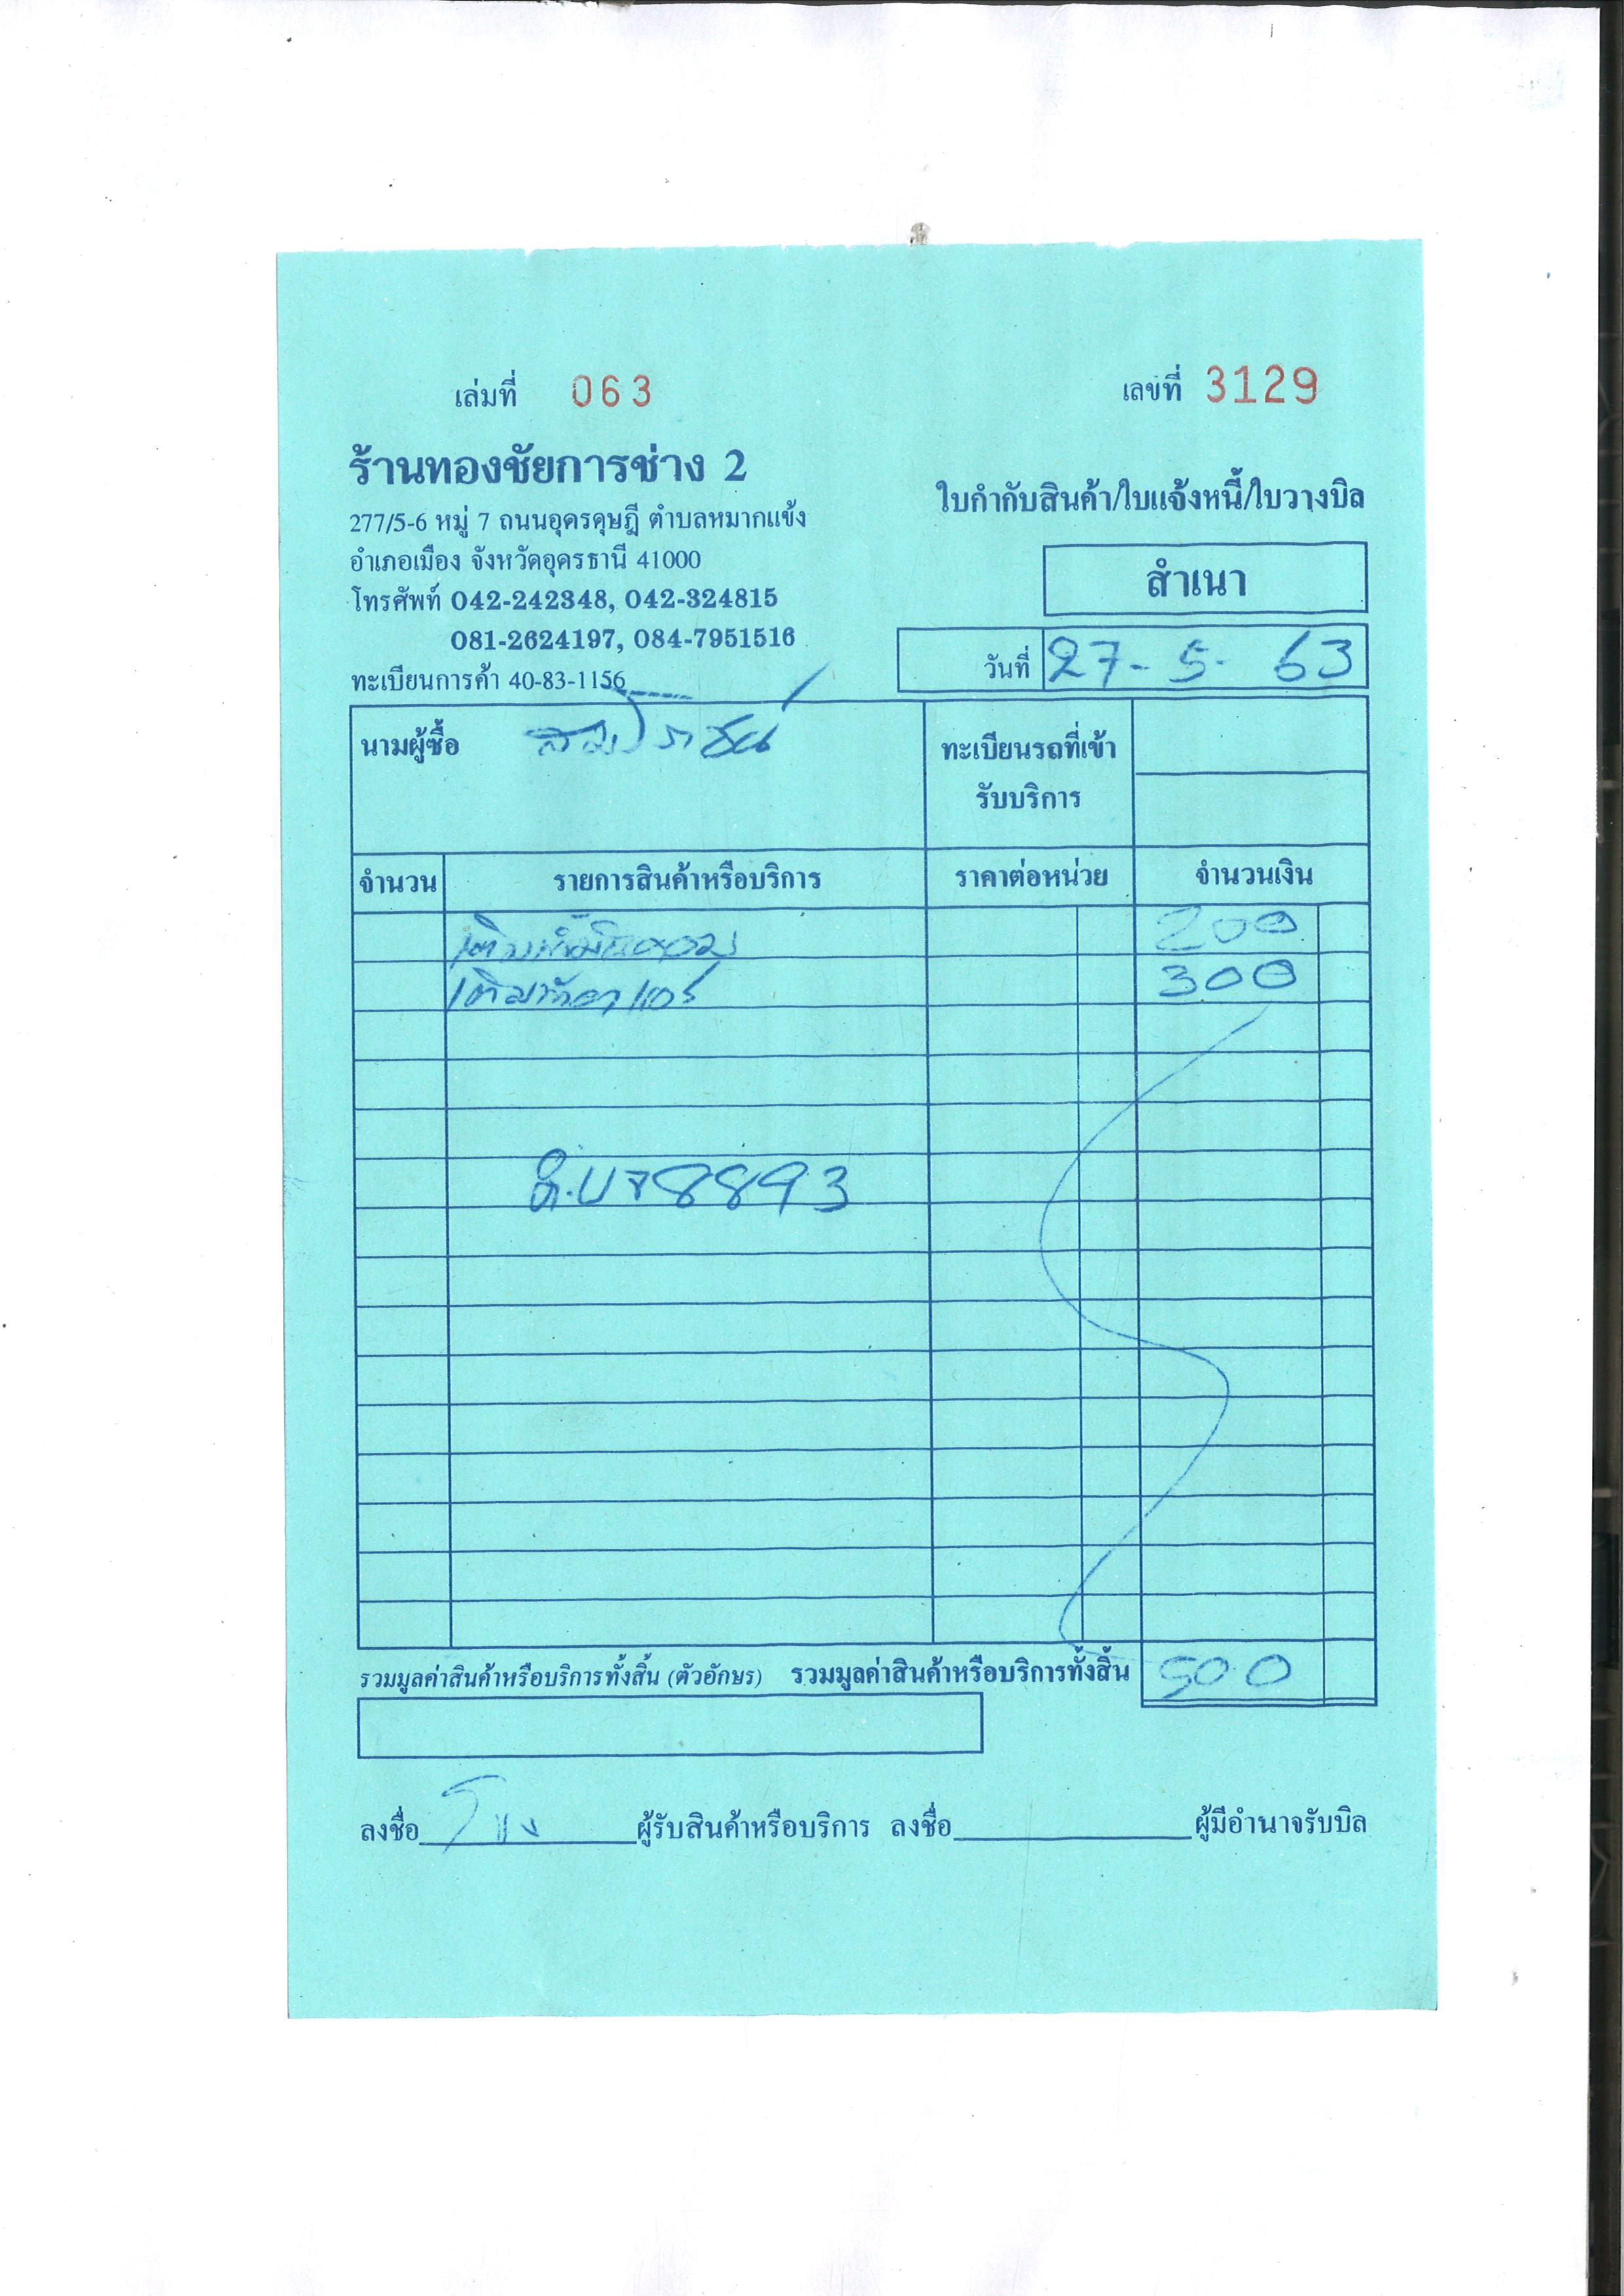 เล่มที่ 063 เลขที่ 3129
ร้านทองชัยการช่าง 2
ใบกำกับสินค้า/ใบแจ้งหนี้/ใบวางบิล
277/5-6 หมู่ 7 ถนนอุดรดุษฎี ตำบลหมากแข้ง
อำเภอเมือง จังหวัดอุดรธานี 41000
สำเนา
โทรศัพท์ 042-242348, 042-324815
081-2624197, 084-7951516
วันที่ 27-5-63
ทะเบียนการค้า 40-83-1156
นามผู้ซื้อ
ทะเบียนรถที่เข้า
รับบริการ
จำนวน รายการสินค้าหรือบริการ ราคาต่อหน่วย จำนวนเงิน
200
300
8893
รวมมูลค่าสินค้าหรือบริการทั้งสิ้น (ตัวอักษร) รวมมูลค่าสินค้าหรือบริการทั้งสิ้น 500
ลงชื่อ ผู้รับสินค้าหรือบริการ ลงชื่อ ผู้มีอำนาจรับบิล